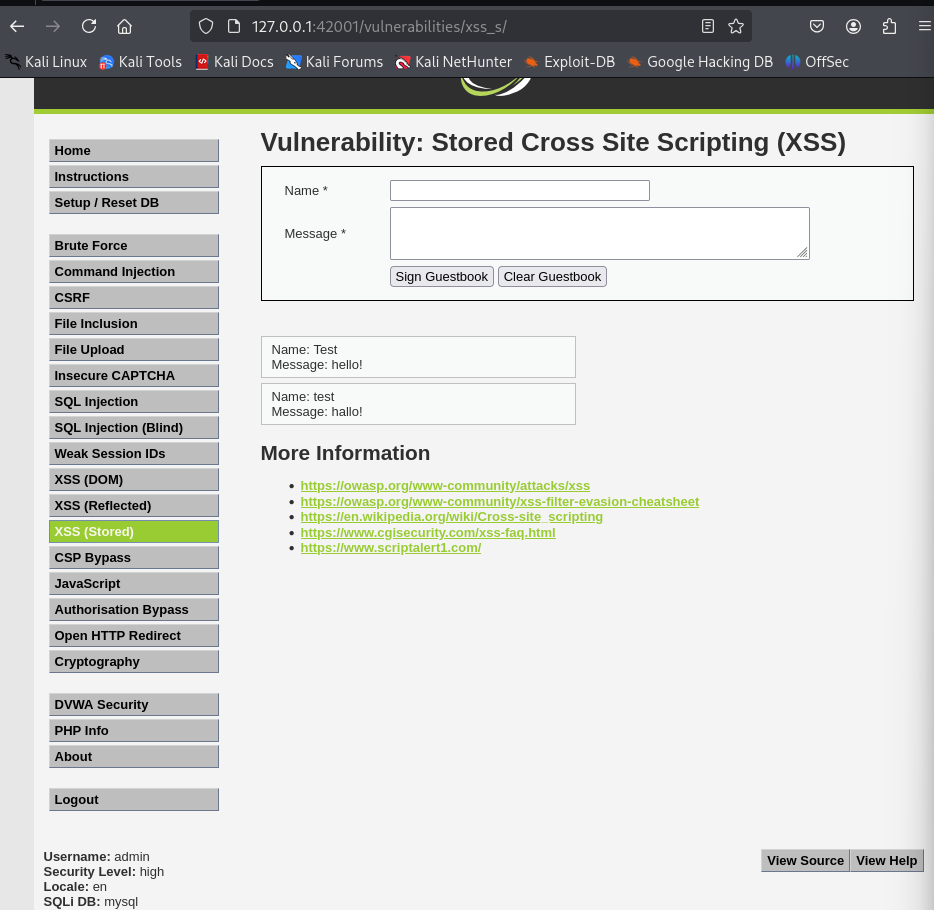 127.0.0.1:42001/vulnerabilities/xss_s/
Kali Linux Kali Tools Kali Docs Kali Forums Kali NetHunter Exploit-DB Google Hacking DB OffSec
Home
Instructions
Setup / Reset DB
Brute Force
Command Injection
CSRF
File Inclusion
File Upload
Insecure CAPTCHA
SQL Injection
SQL Injection (Blind)
Weak Session IDs
XSS (DOM)
XSS (Reflected)
XSS (Stored)
CSP Bypass
JavaScript
Authorisation Bypass
Open HTTP Redirect
Cryptography
DVWA Security
PHP Info
About
Logout
Vulnerability: Stored Cross Site Scripting (XSS)
Name *
Message *
Sign Guestbook Clear Guestbook
Name: Test
Message: hello!
Name: test
Message: hallo!
More Information
https://owasp.org/www-community/attacks/xss
https://owasp.org/www-community/xss-filter-evasion-cheatsheet
https://en.wikipedia.org/wiki/Cross-site_scripting
https://www.cgisecurity.com/xss-faq.html
https://www.scriptalert1.com/
Username: admin
Security Level: high
Locale: en
SQLi DB: mysql
View Source View Help